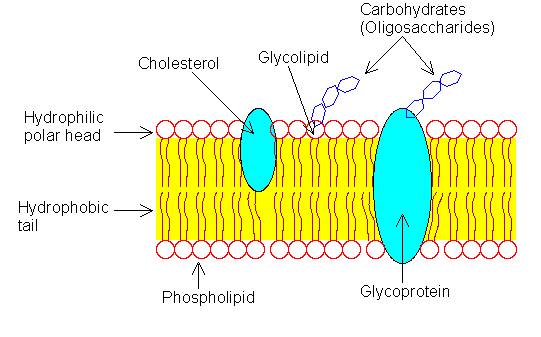 Carbohydrates
(Oligosaccharides)
Cholesterol
Glycolipid
Hydrophilic
polar head
Hydrophobic
tail
Phospholipid
Glycoprotein